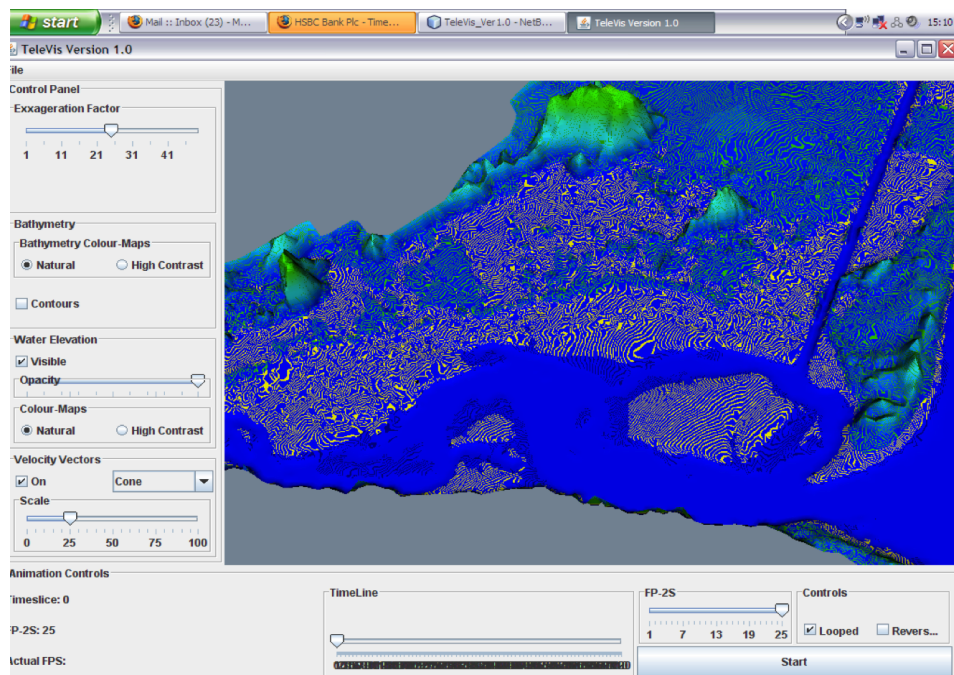 start
Mail :: Inbox (23) - M...
HSBC Bank Plc - Time...
TeleVis_Ver1.0 - NetB...
TeleVis Version 1.0
15:10
TeleVis Version 1.0
File
Control Panel
Exxageration Factor
1 11 21 31 41
Bathymetry
Bathymetry Colour-Maps
Natural High Contrast
Contours
Water Elevation
Visible
Opacity
Colour-Maps
Natural High Contrast
Velocity Vectors
On Cone
Scale
0 25 50 75 100
Animation Controls
Timeslice: 0
FP-2S: 25
Actual FPS:
TimeLine
FP-2S
1 7 13 19 25
Controls
Looped Revers...
Start